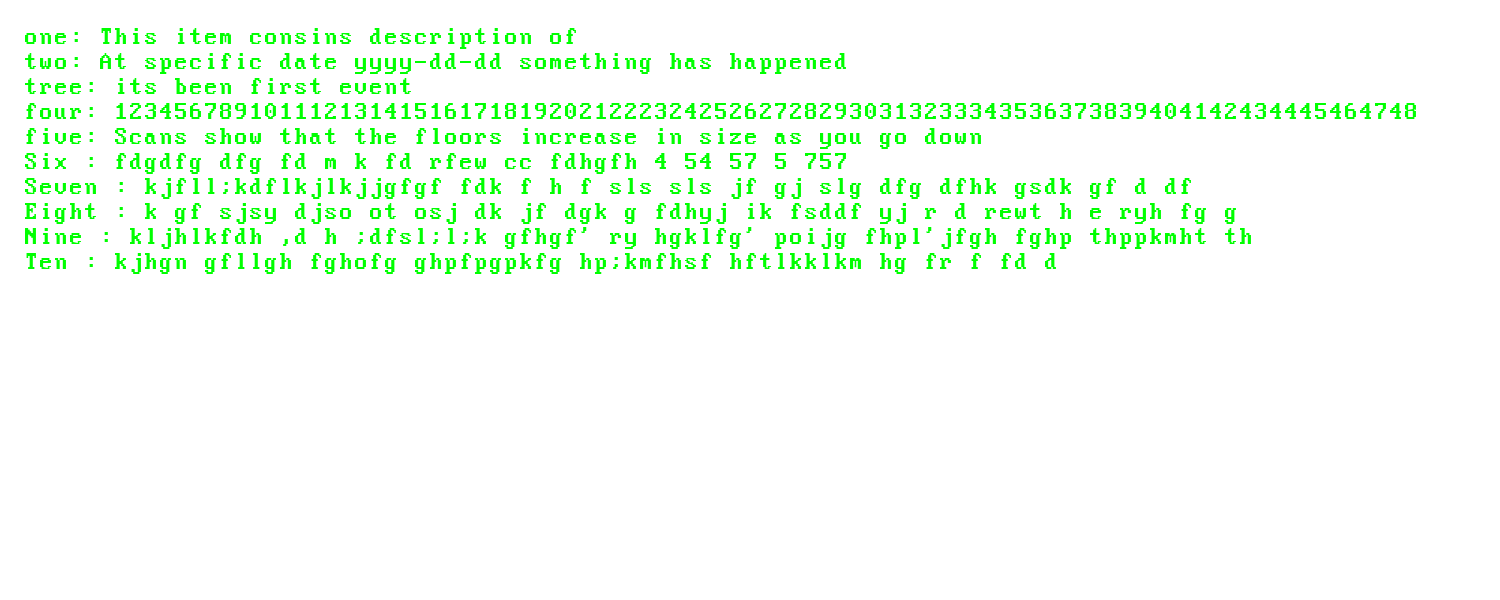 one: This item consins description of
two: At specific date yyyy-dd-dd something has happened
tree: its been first event
four: 123456789101112131415161718192021222324252627282930313233343536373839404142434445464748
five: Scans show that the floors increase in size as you go down
Six : fdgdfg dfg fd m k fd rfew cc fdhgfh 4 54 57 5 757
Seven : kjfll;kdflkjlkjjgfgf fdk f h f sls sls jf gj slg dfg dfhk gsdk gf d df
Eight : k gf sjsy djso ot osj dk jf dgk g fdhyj ik fsddf yj r d rewt h e ryh fg g
Nine : kljhlkfdh ,d h ;dfsl;l;k gfhgf' ry hgklfg' poijg fhpl'jfgh fghp thppkmht th
Ten : kjhgn gfllgh fghofg ghpfpgpkfg hp;kmfhsf hftlkklkm hg fr f fd d